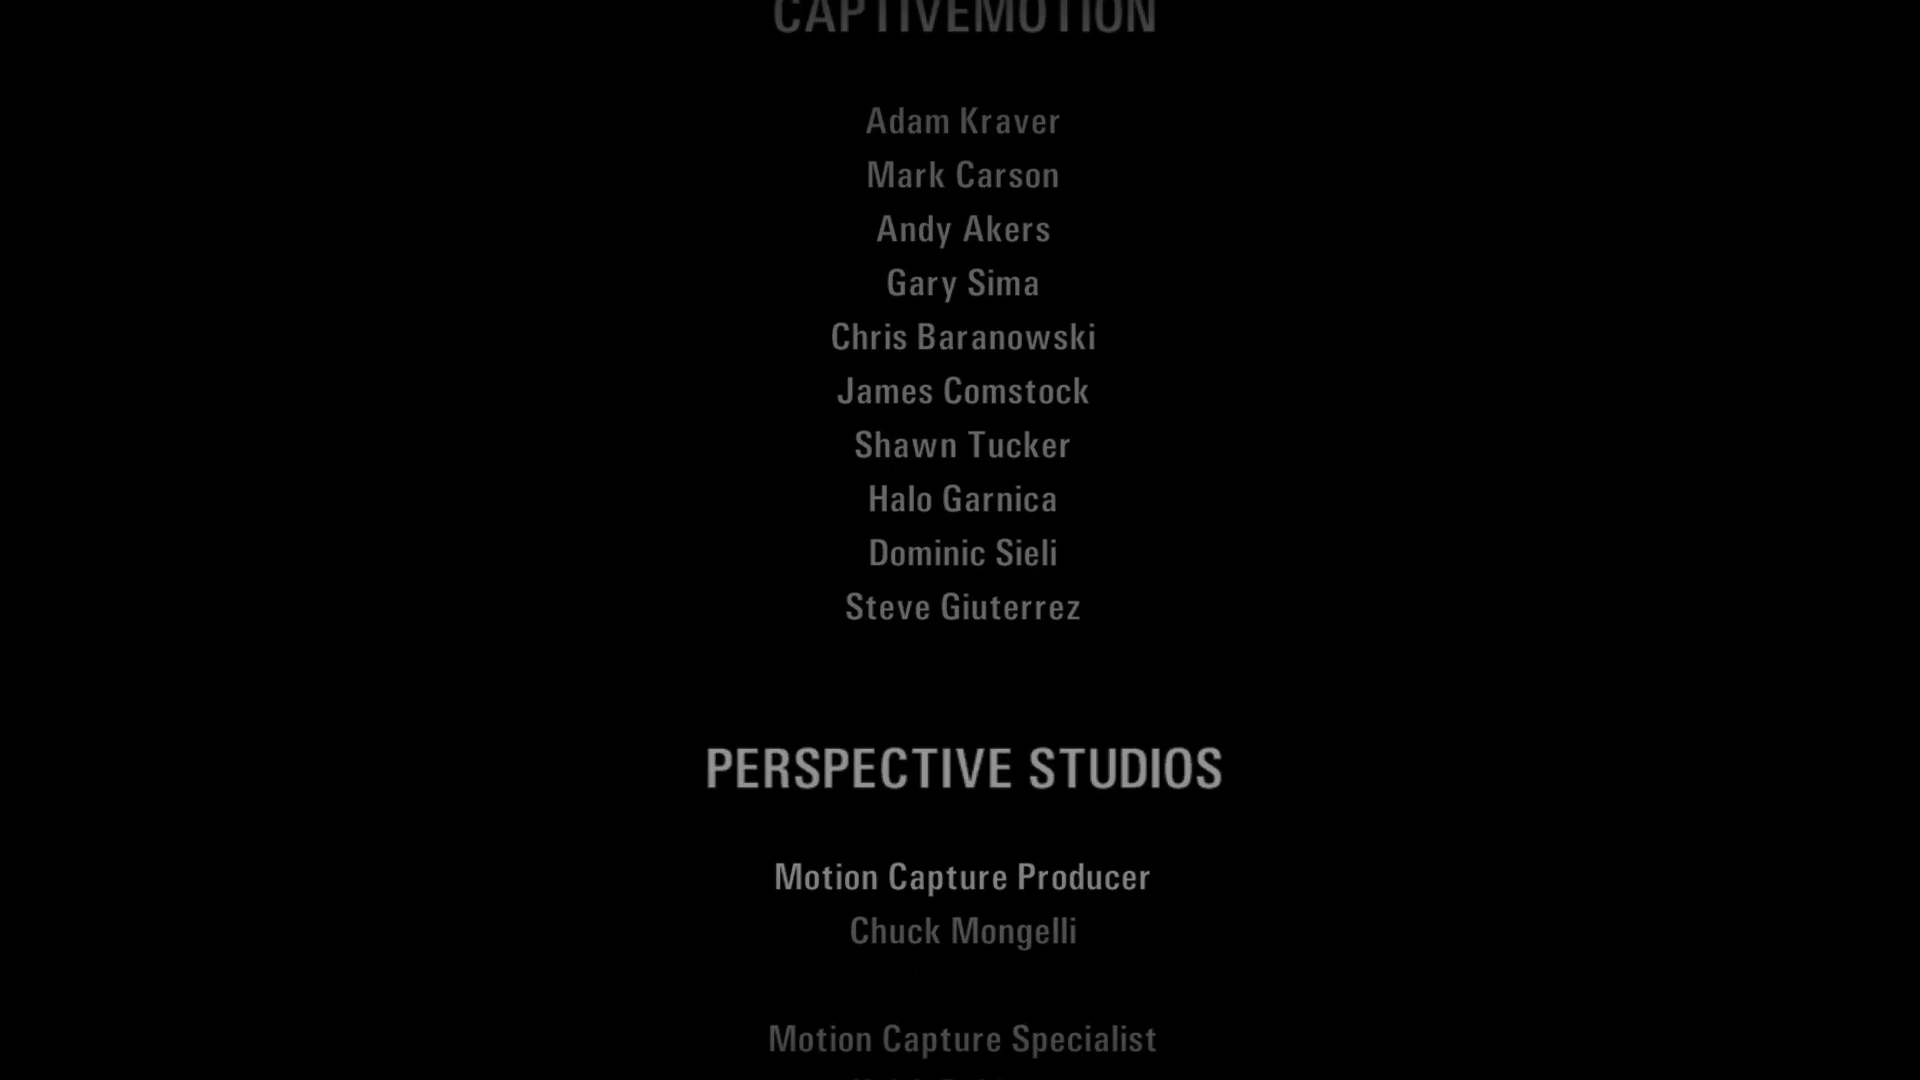 CAPTIVEMOTION
Adam Kraver
Mark Carson
Andy Akers
Gary Sima
Chris Baranowski
James Comstock
Shawn Tucker
Halo Garnica
Dominic Sieli
Steve Giuterrez
PERSPECTIVE STUDIOS
Motion Capture Producer
Chuck Mongelli
Motion Capture Specialist